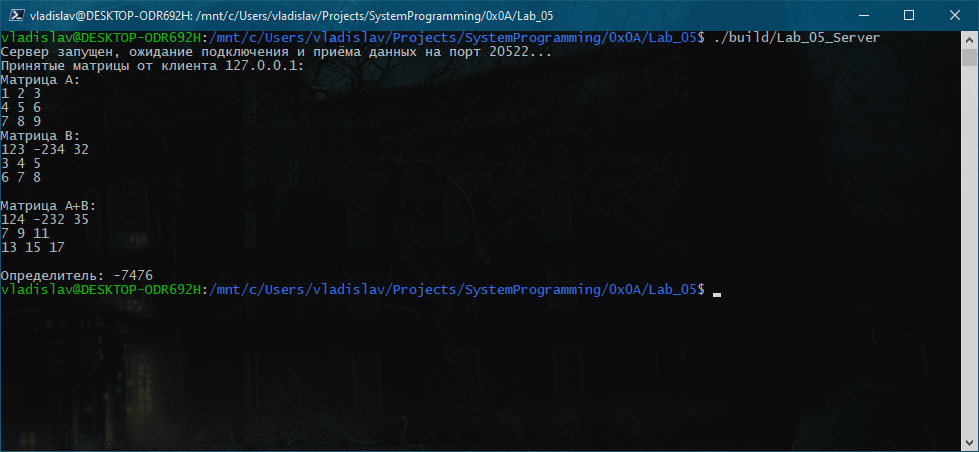 vladislav@DESKTOP-ODR692H: /mnt/c/Users/vladislav/Projects/SystemProgramming/0x0A/Lab_05
vladislav@DESKTOP-ODR692H:/mnt/c/Users/vladislav/Projects/SystemProgramming/0x0A/Lab_05$ ./build/Lab_05_Server
Сервер запущен, ожидание подключения и приёма данных на порт 20522...
Принятые матрицы от клиента 127.0.0.1:
Матрица A:
1 2 3
4 5 6
7 8 9
Матрица B:
123 -234 32
3 4 5
6 7 8

Матрица A+B:
124 -232 35
7 9 11
13 15 17

Определитель: -7476
vladislav@DESKTOP-ODR692H:/mnt/c/Users/vladislav/Projects/SystemProgramming/0x0A/Lab_05$